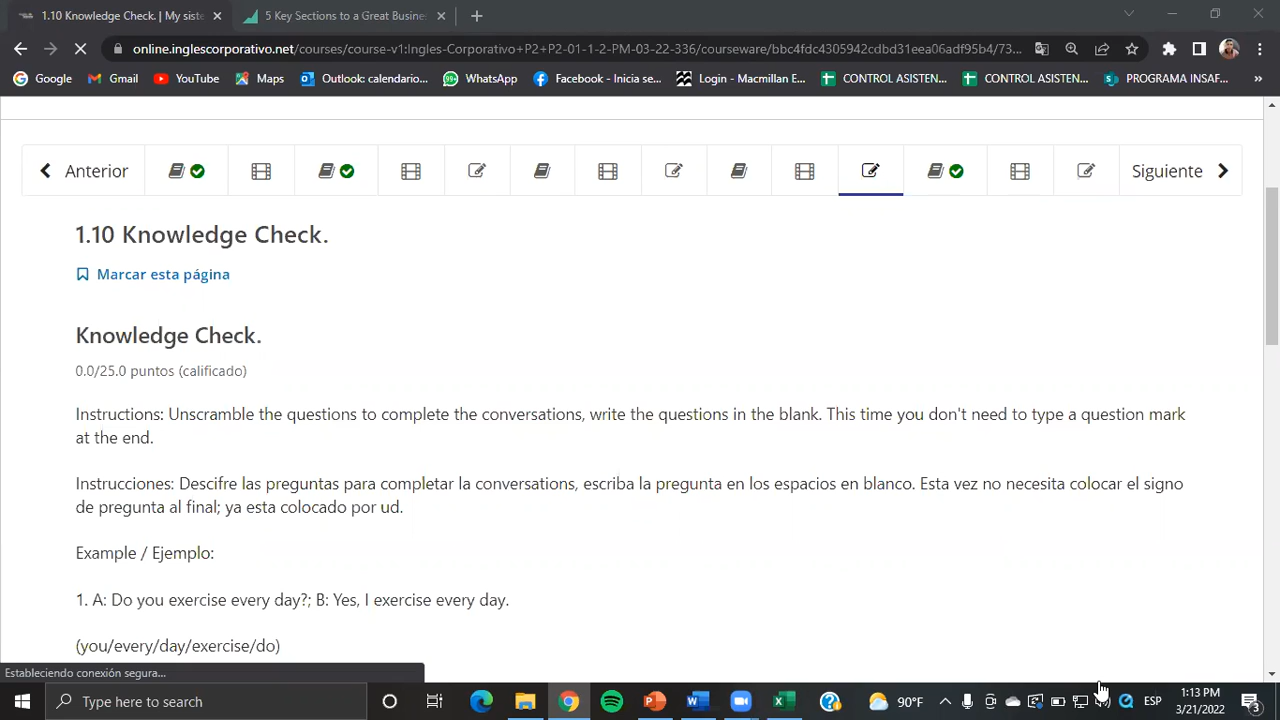 1.10 Knowledge Check. | My siste
5 Key Sections to a Great Busine
online.inglescorporativo.net/courses/course-v1:Ingles-Corporativo+P2+P2-01-1-2-PM-03-22-336/courseware/bbc4fdc4305942cdbd31eea06adf95b4/73...
Google Gmail YouTube Maps Outlook: calendario... WhatsApp Facebook - Inicia se... Login - Macmillan E... CONTROL ASISTEN... CONTROL ASISTEN... PROGRAMA INSAF... »
Anterior Siguiente
1.10 Knowledge Check.
Marcar esta página
Knowledge Check.
0.0/25.0 puntos (calificado)
Instructions: Unscramble the questions to complete the conversations, write the questions in the blank. This time you don't need to type a question mark
at the end.
Instrucciones: Descifre las preguntas para completar la conversations, escriba la pregunta en los espacios en blanco. Esta vez no necesita colocar el signo
de pregunta al final; ya esta colocado por ud.
Example / Ejemplo:
1. A: Do you exercise every day?; B: Yes, I exercise every day.
(you/every/day/exercise/do)
Estableciendo conexión segura...
Type here to search
90°F
ESP
1:13 PM
3/21/2022
3